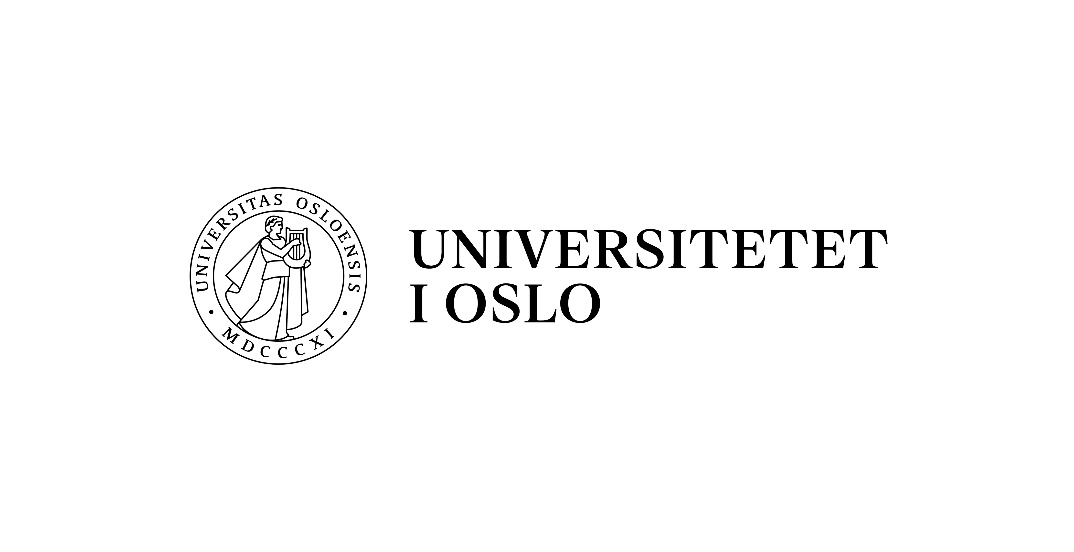 UNIVERSITAS OSLOENSIS
MDCCCXI
UNIVERSITETET
I OSLO